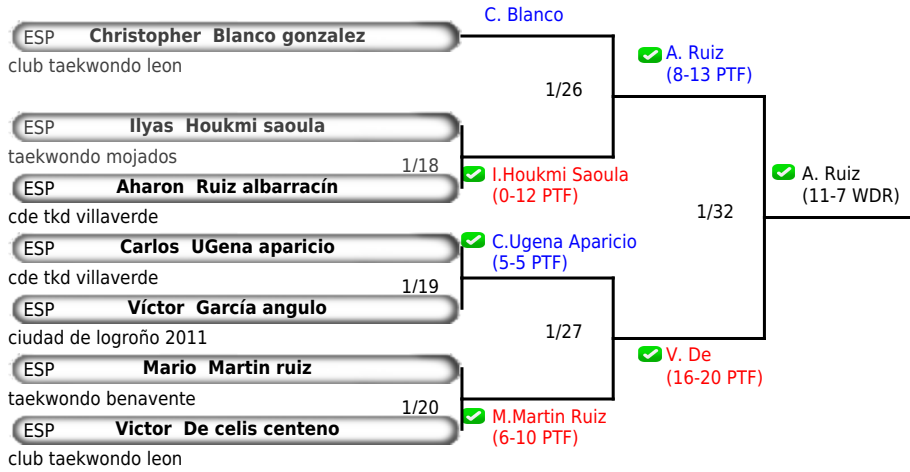 C. Blanco
ESP Christopher Blanco gonzalez
club taekwondo leon
A. Ruiz
(8-13 PTF)
1/26
ESP Ilyas Houkmi saoula
taekwondo mojados
1/18
I.Houkmi Saoula
(0-12 PTF)
ESP Aharon Ruiz albarracín
cde tkd villaverde
A. Ruiz
(11-7 WDR)
1/32
ESP Carlos UGena aparicio
cde tkd villaverde
C.Ugena Aparicio
(5-5 PTF)
1/19
ESP Víctor García angulo
ciudad de logroño 2011
1/27
V. De
(16-20 PTF)
ESP Mario Martin ruiz
taekwondo benavente
1/20
M.Martin Ruiz
(6-10 PTF)
ESP Victor De celis centeno
club taekwondo leon